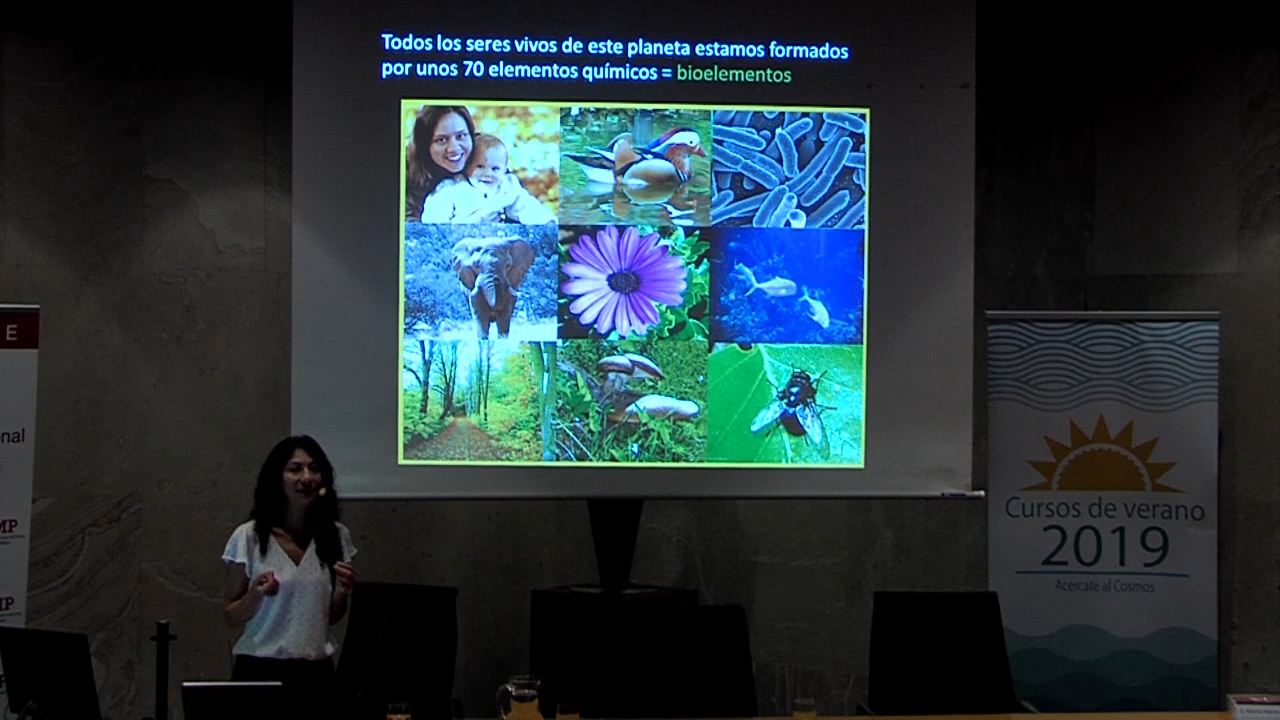 Todos los seres vivos de este planeta estamos formados
por unos 70 elementos químicos = bioelementos
E
onal
MP
MP
Cursos de verano
2019
Acércate al Cosmos